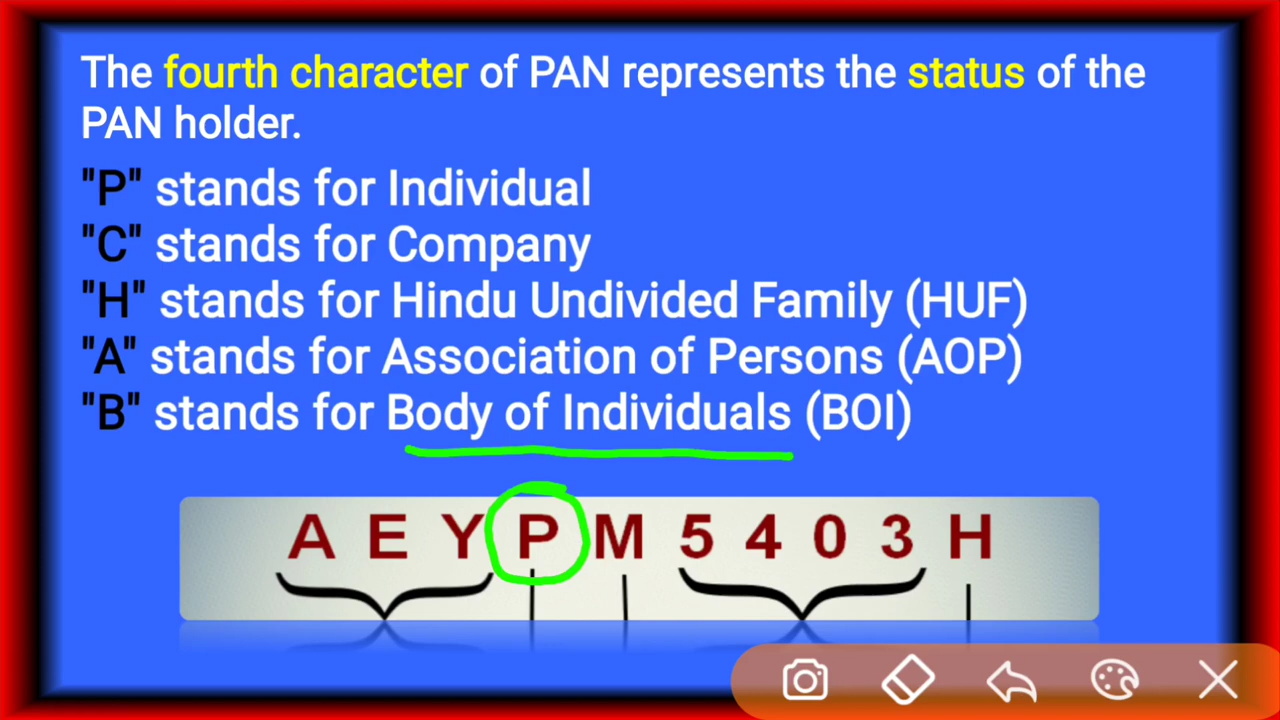 The fourth character of PAN represents the status of the
PAN holder.
"P" stands for Individual
"C" stands for Company
"H" stands for Hindu Undivided Family (HUF)
"A" stands for Association of Persons (AOP)
"B" stands for Body of Individuals (BOI)
A E Y P M 5 4 0 3 H